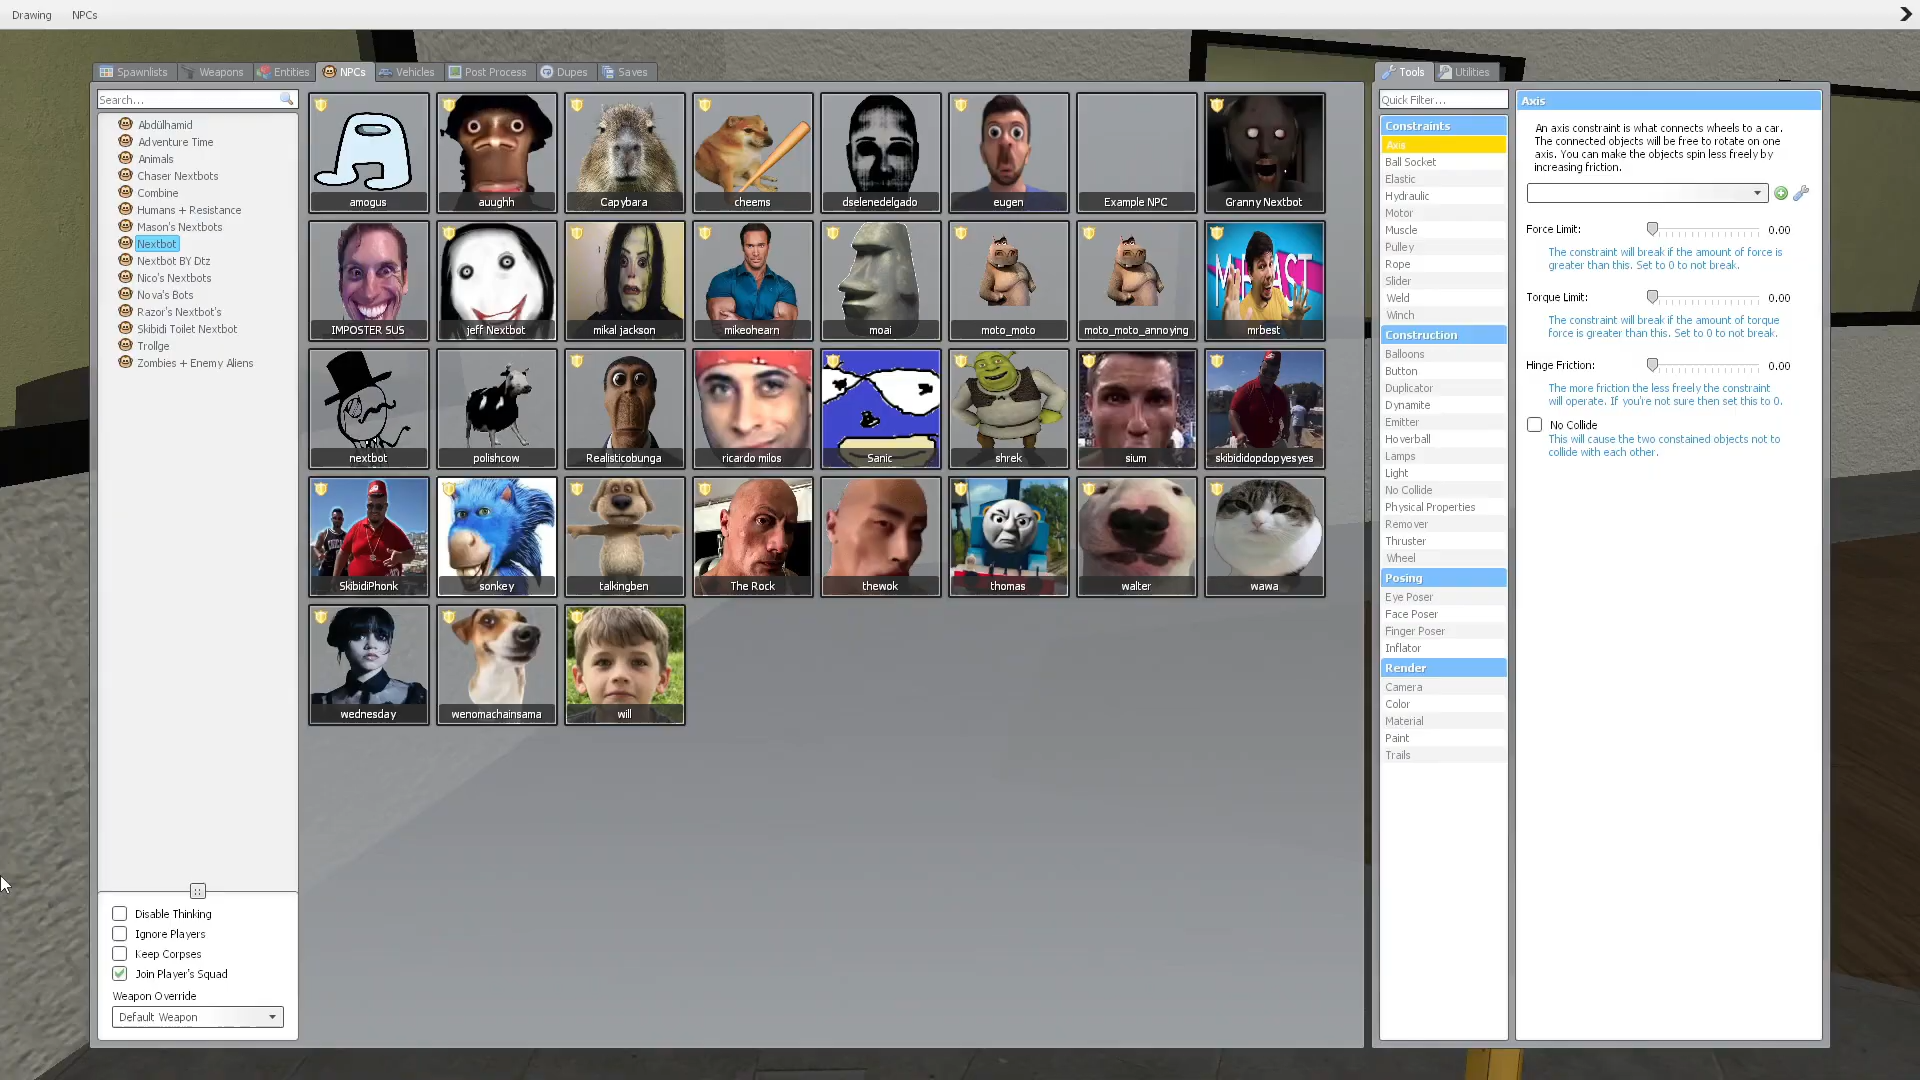 Drawing NPCs
Spawnlists Weapons Entities NPCs Vehicles Post Process Dupes Saves
Search...
Abdülhamid
Adventure Time
Animals
Chaser Nextbots
Combine
Humans + Resistance
Mason's Nextbots
Nextbot
Nextbot BY Dtz
Nico's Nextbots
Nova's Bots
Razor's Nextbot's
Skibidi Toilet Nextbot
Trollge
Zombies + Enemy Aliens
Disable Thinking
Ignore Players
Keep Corpses
Join Player's Squad
Weapon Override
Default Weapon
amogus auughh Capybara cheems dselenedelgado eugen Example NPC Granny Nextbot
IMPOSTER SUS jeff Nextbot mikal jackson mikeohearn moai moto_moto moto_moto_annoying mrbest
nextbot polishcow Realisticobunga ricardo milos Sanic shrek sium skibididopdopyesyes
SkibidiPhonk sonkey talkingben The Rock thewok thomas walter wawa
wednesday wenomachainsama will
Tools Utilities
Quick Filter...
Constraints
Axis
Ball Socket
Elastic
Hydraulic
Motor
Muscle
Pulley
Rope
Slider
Weld
Winch
Construction
Balloons
Button
Duplicator
Dynamite
Emitter
Hoverball
Lamps
Light
No Collide
Physical Properties
Remover
Thruster
Wheel
Posing
Eye Poser
Face Poser
Finger Poser
Inflator
Render
Camera
Color
Material
Paint
Trails
Axis
An axis constraint is what connects wheels to a car.
The connected objects will be free to rotate on one
axis. You can make the objects spin less freely by
increasing friction.
Force Limit: 0.00
The constraint will break if the amount of force is
greater than this. Set to 0 to not break.
Torque Limit: 0.00
The constraint will break if the amount of torque
force is greater than this. Set to 0 to not break.
Hinge Friction: 0.00
The more friction the less freely the constraint
will operate. If you're not sure then set this to 0.
No Collide
This will cause the two constained objects not to
collide with each other.